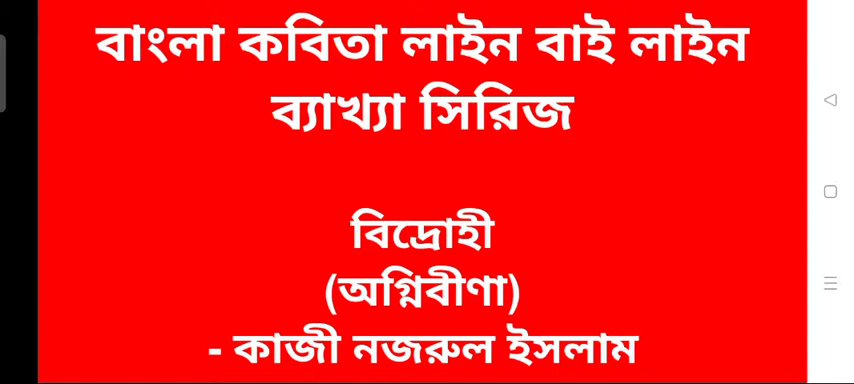 বাংলা কবিতা লাইন বাই লাইন
ব্যাখ্যা সিরিজ
বিদ্রোহী
(অগ্নিবীণা)
- কাজী নজরুল ইসলাম